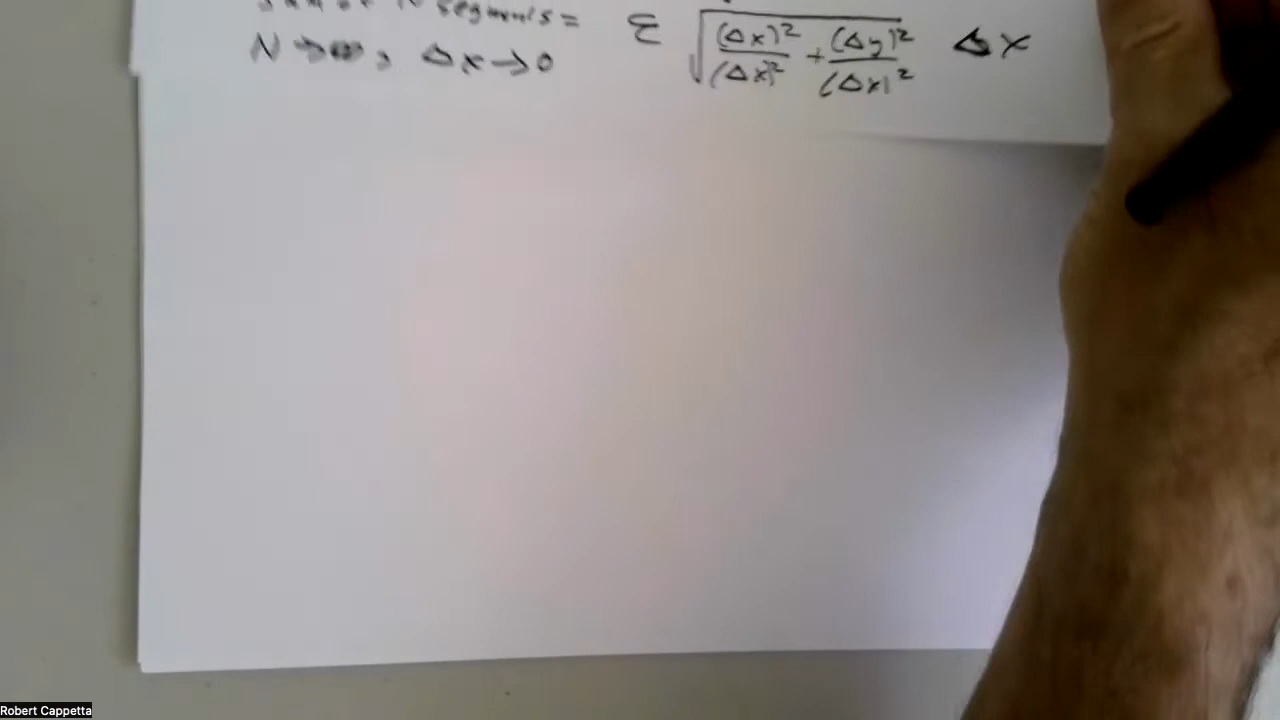 segments = Σ √((Δx)²/(Δx)² + (Δy)²/(Δx)²) Δx
N→∞, Δx→0
Robert Cappetta